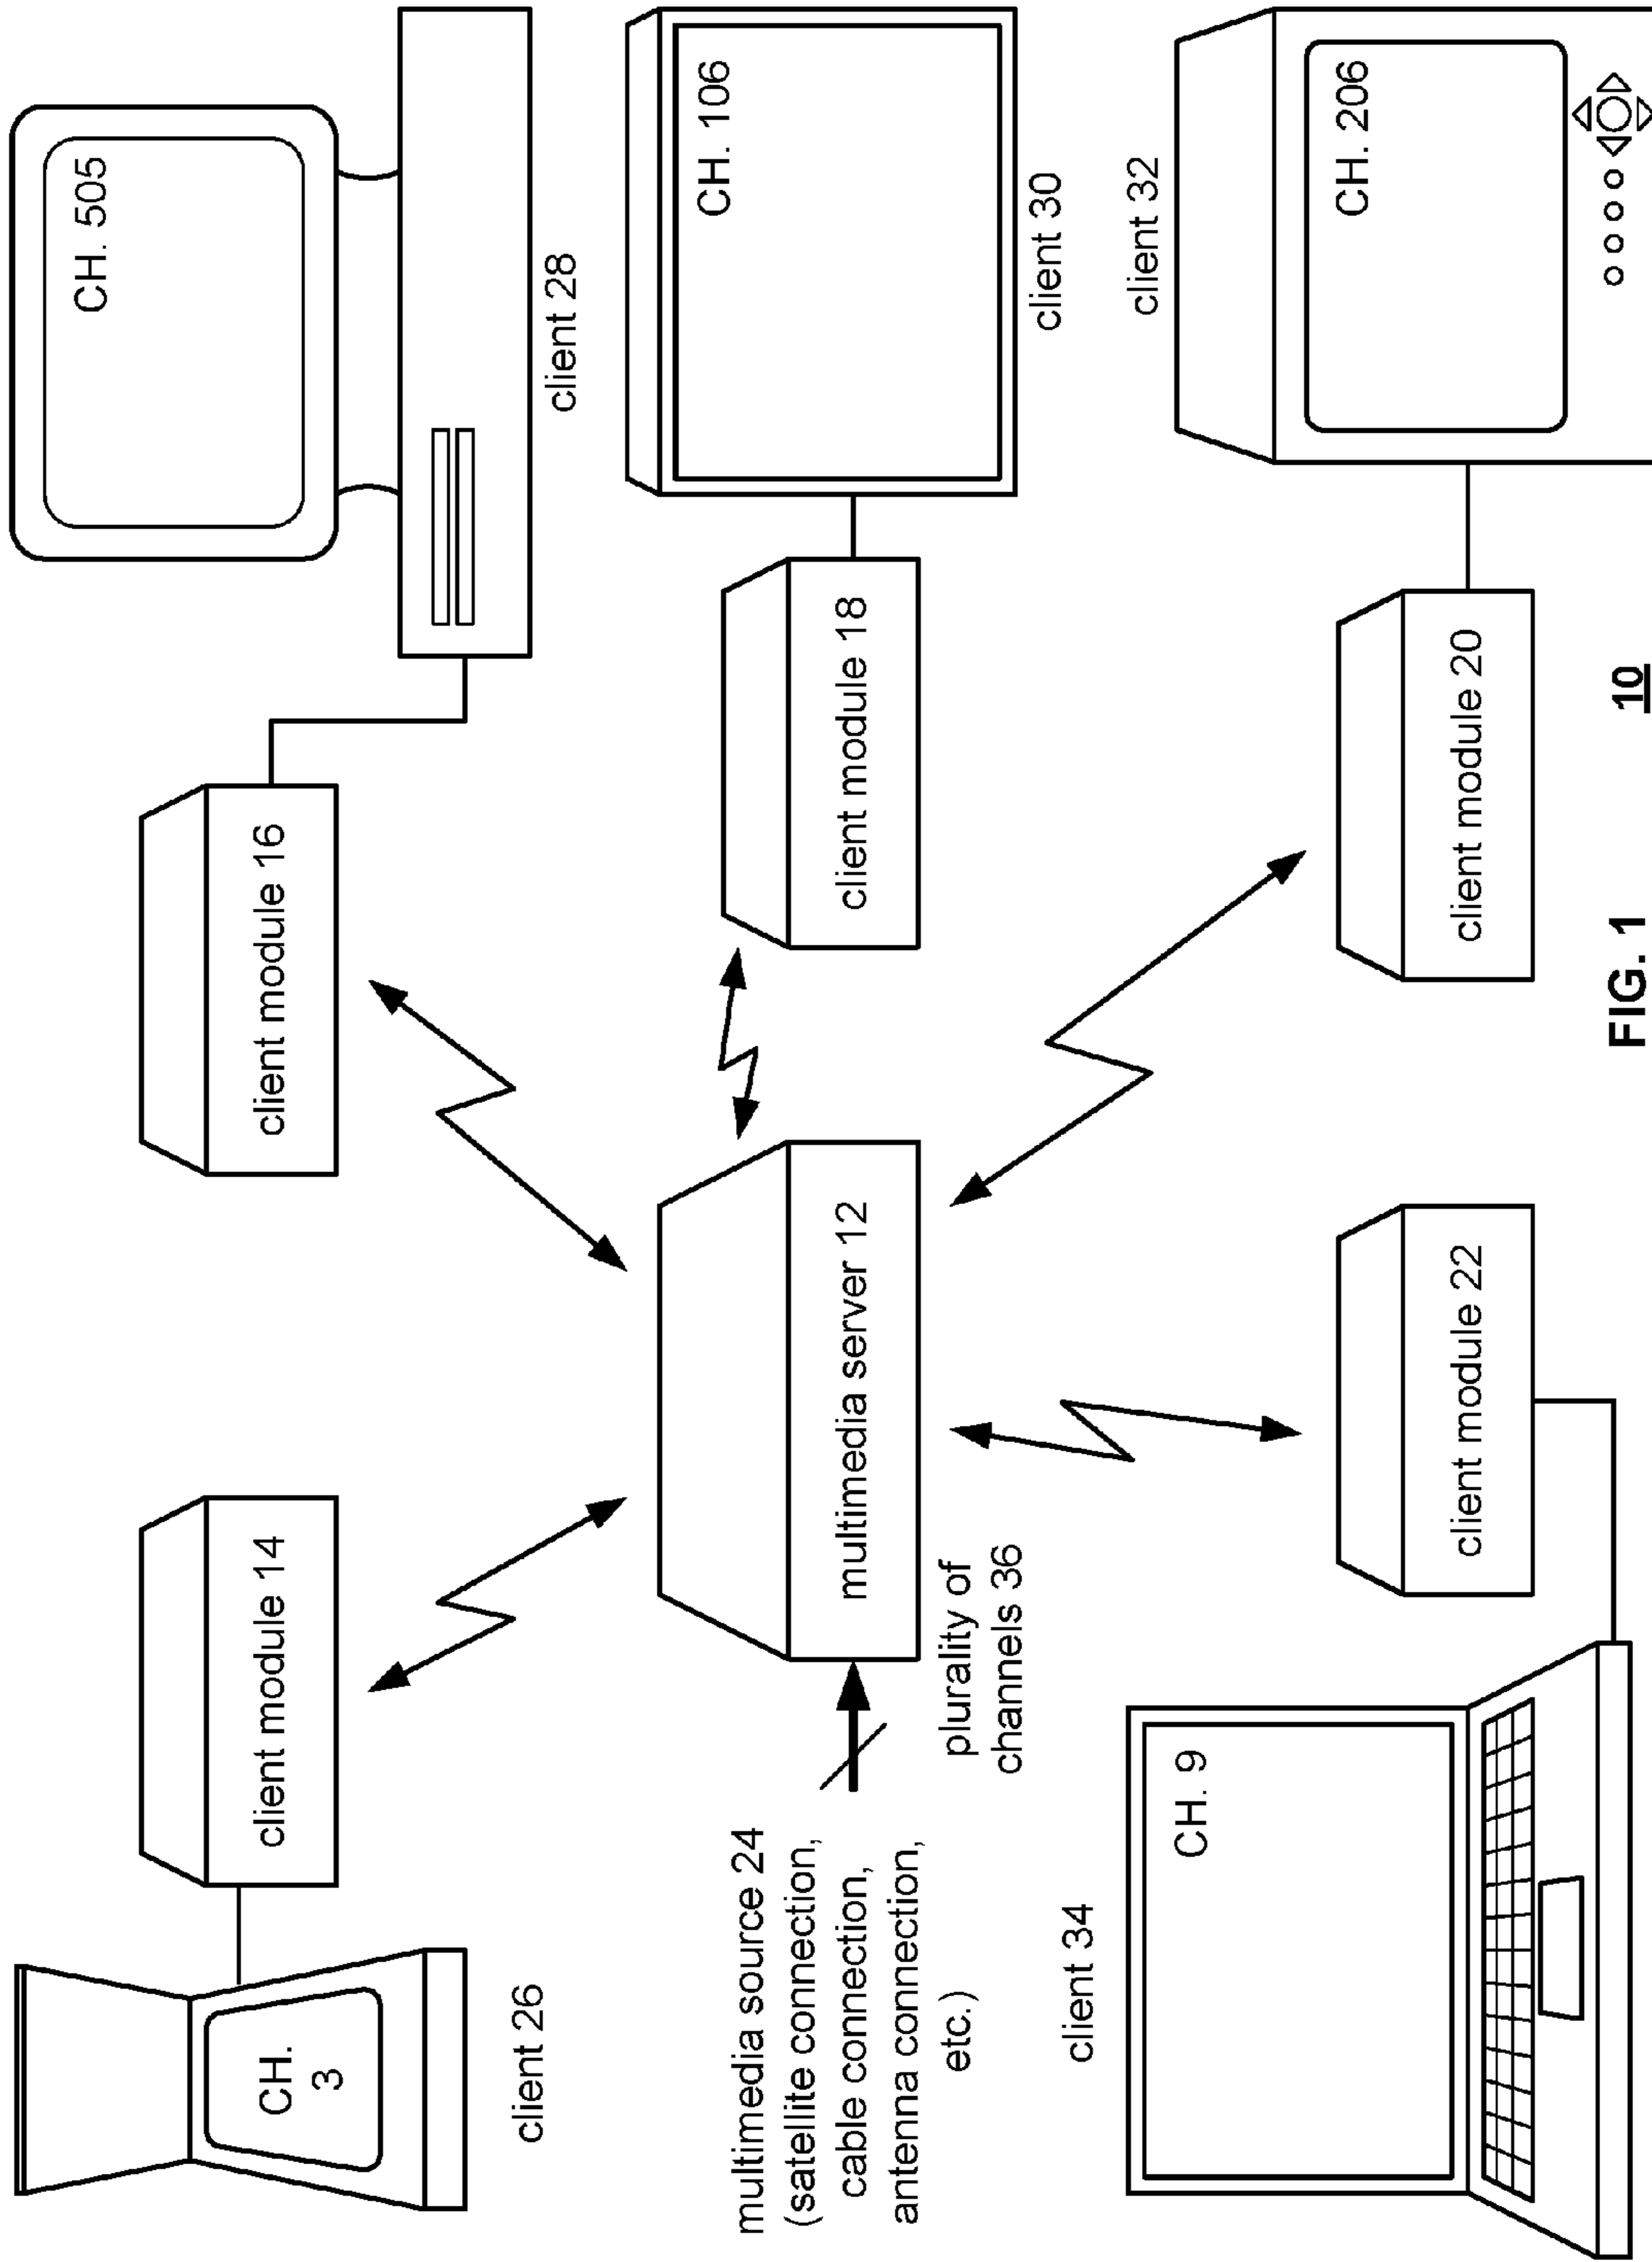 CH.
3
client 26
client module 14
client module 16
CH. 505
client 28
multimedia source 24
(satellite connection,
cable connection,
antenna connection,
etc.)
plurality of
channels 36
multimedia server 12
client module 18
CH. 106
client 30
client 34
CH. 9
client module 22
client module 20
client 32
CH. 206
FIG. 1
10